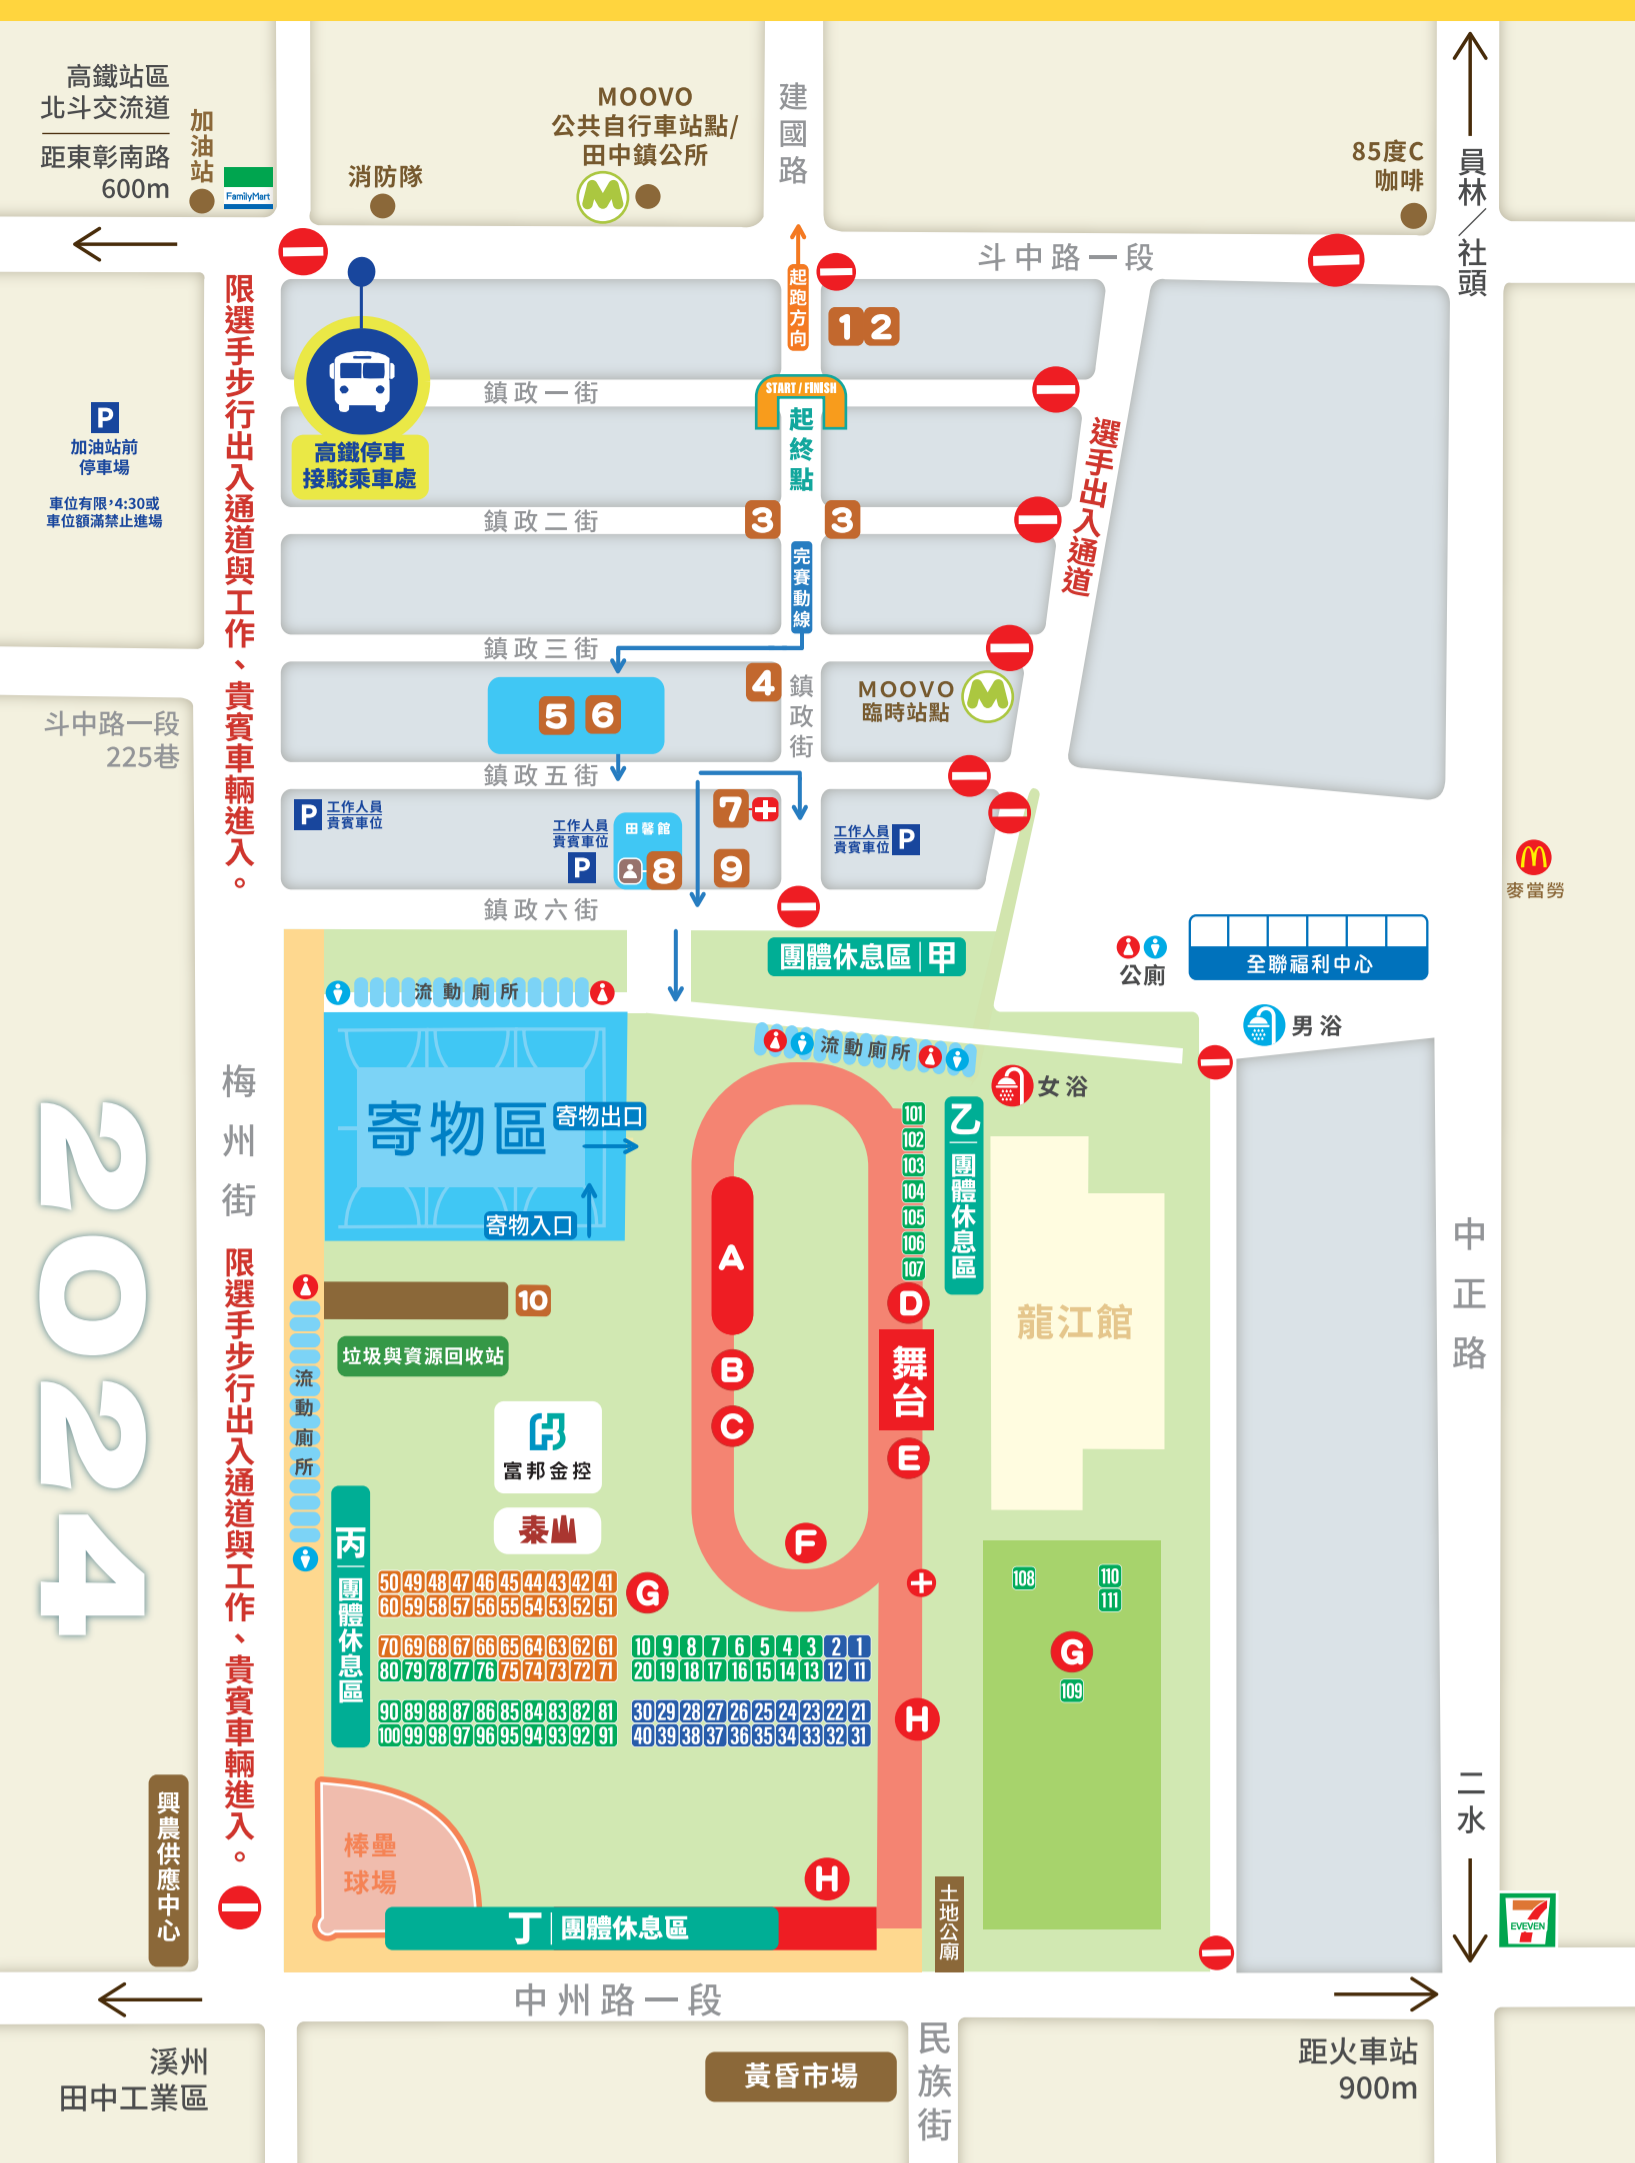 高鐵站區
北斗交流道
距東彰南路
600m
加油站
FamilyMart
消防隊
MOOVO
公共自行車站點/
田中鎮公所
建國路
85度C
咖啡
員林／社頭
斗中路一段
起跑方向
1 2
限選手步行出入通道與工作、貴賓車輛進入。
高鐵停車
接駁乘車處
P
加油站前
停車場
車位有限，4:30或
車位額滿禁止進場
鎮政一街
START / FINISH
起終點
選手出入通道
鎮政二街
3 3
完賽動線
鎮政三街
4
5 6
鎮政街
MOOVO
臨時站點
斗中路一段
225巷
鎮政五街
P 工作人員
貴賓車位
工作人員
貴賓車位
P
田馨館
7
8
9
工作人員
貴賓車位 P
鎮政六街
麥當勞
團體休息區 甲
公廁
全聯福利中心
男浴
流動廁所
流動廁所
女浴
寄物區
寄物出口
寄物入口
梅州街
2024
101
102
103
104
105
106
107
乙 團體休息區
A
B
C
D
舞台
E
F
龍江館
中正路
10
垃圾與資源回收站
流動廁所
限選手步行出入通道與工作、貴賓車輛進入。
富邦金控
泰山
丙 團體休息區
50 49 48 47 46 45 44 43 42 41
60 59 58 57 56 55 54 53 52 51
G
70 69 68 67 66 65 64 63 62 61
80 79 78 77 76 75 74 73 72 71
10 9 8 7 6 5 4 3 2 1
20 19 18 17 16 15 14 13 12 11
90 89 88 87 86 85 84 83 82 81
100 99 98 97 96 95 94 93 92 91
30 29 28 27 26 25 24 23 22 21
40 39 38 37 36 35 34 33 32 31
108
110
111
G
109
H
H
棒壘
球場
丁 團體休息區
土地公廟
興農供應中心
二水
7
EVEVEN
中州路一段
溪州
田中工業區
黃昏市場
民族街
距火車站
900m